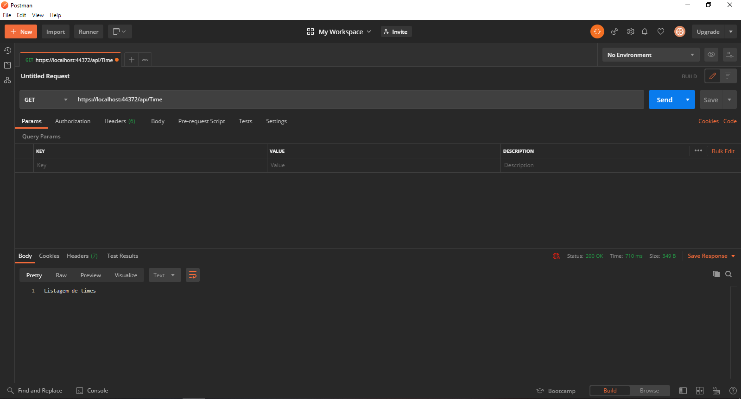 Postman
File Edit View Help
New Import Runner My Workspace Invite Upgrade
GET https://localhost:44372/api/Time No Environment
Untitled Request BUILD
GET https://localhost:44372/api/Time Send Save
Params Authorization Headers Body Pre-request Script Tests Settings Cookies Code
Query Params
KEY VALUE DESCRIPTION Bulk Edit
Key Value Description
Body Cookies Headers (7) Test Results Status: 200 OK Time: 716 ms Size: Save Response
Pretty Raw Preview Visualize Text
1 Listagem de times
Find and Replace Console Bootcamp Build Browse